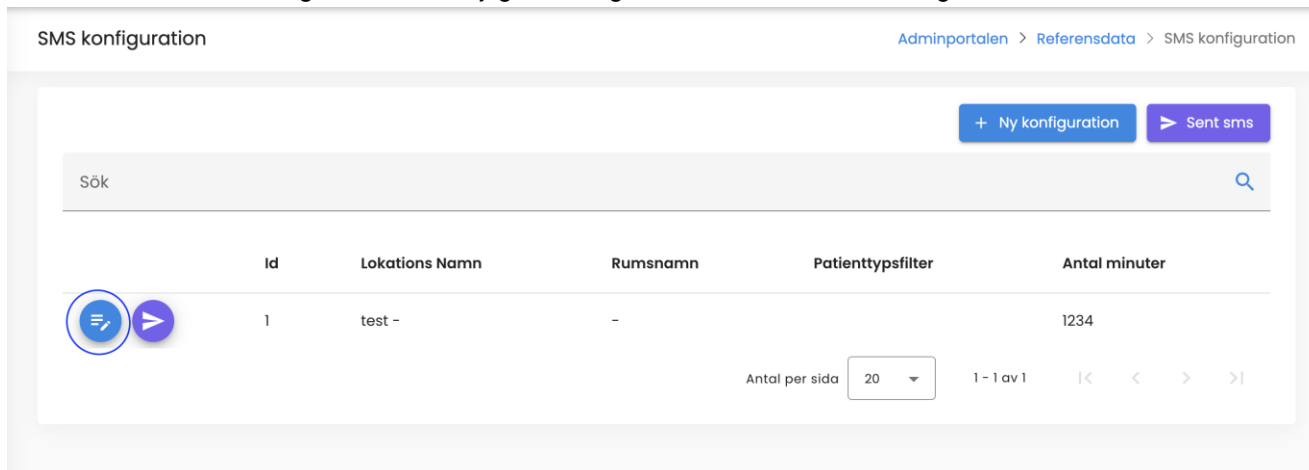 SMS konfiguration
Adminportalen > Referensdata > SMS konfiguration
+ Ny konfiguration
Sent sms
Sök
Id Lokations Namn Rumsnamn Patienttypsfilter Antal minuter
1 test - - 1234
Antal per sida 20 1 - 1 av 1